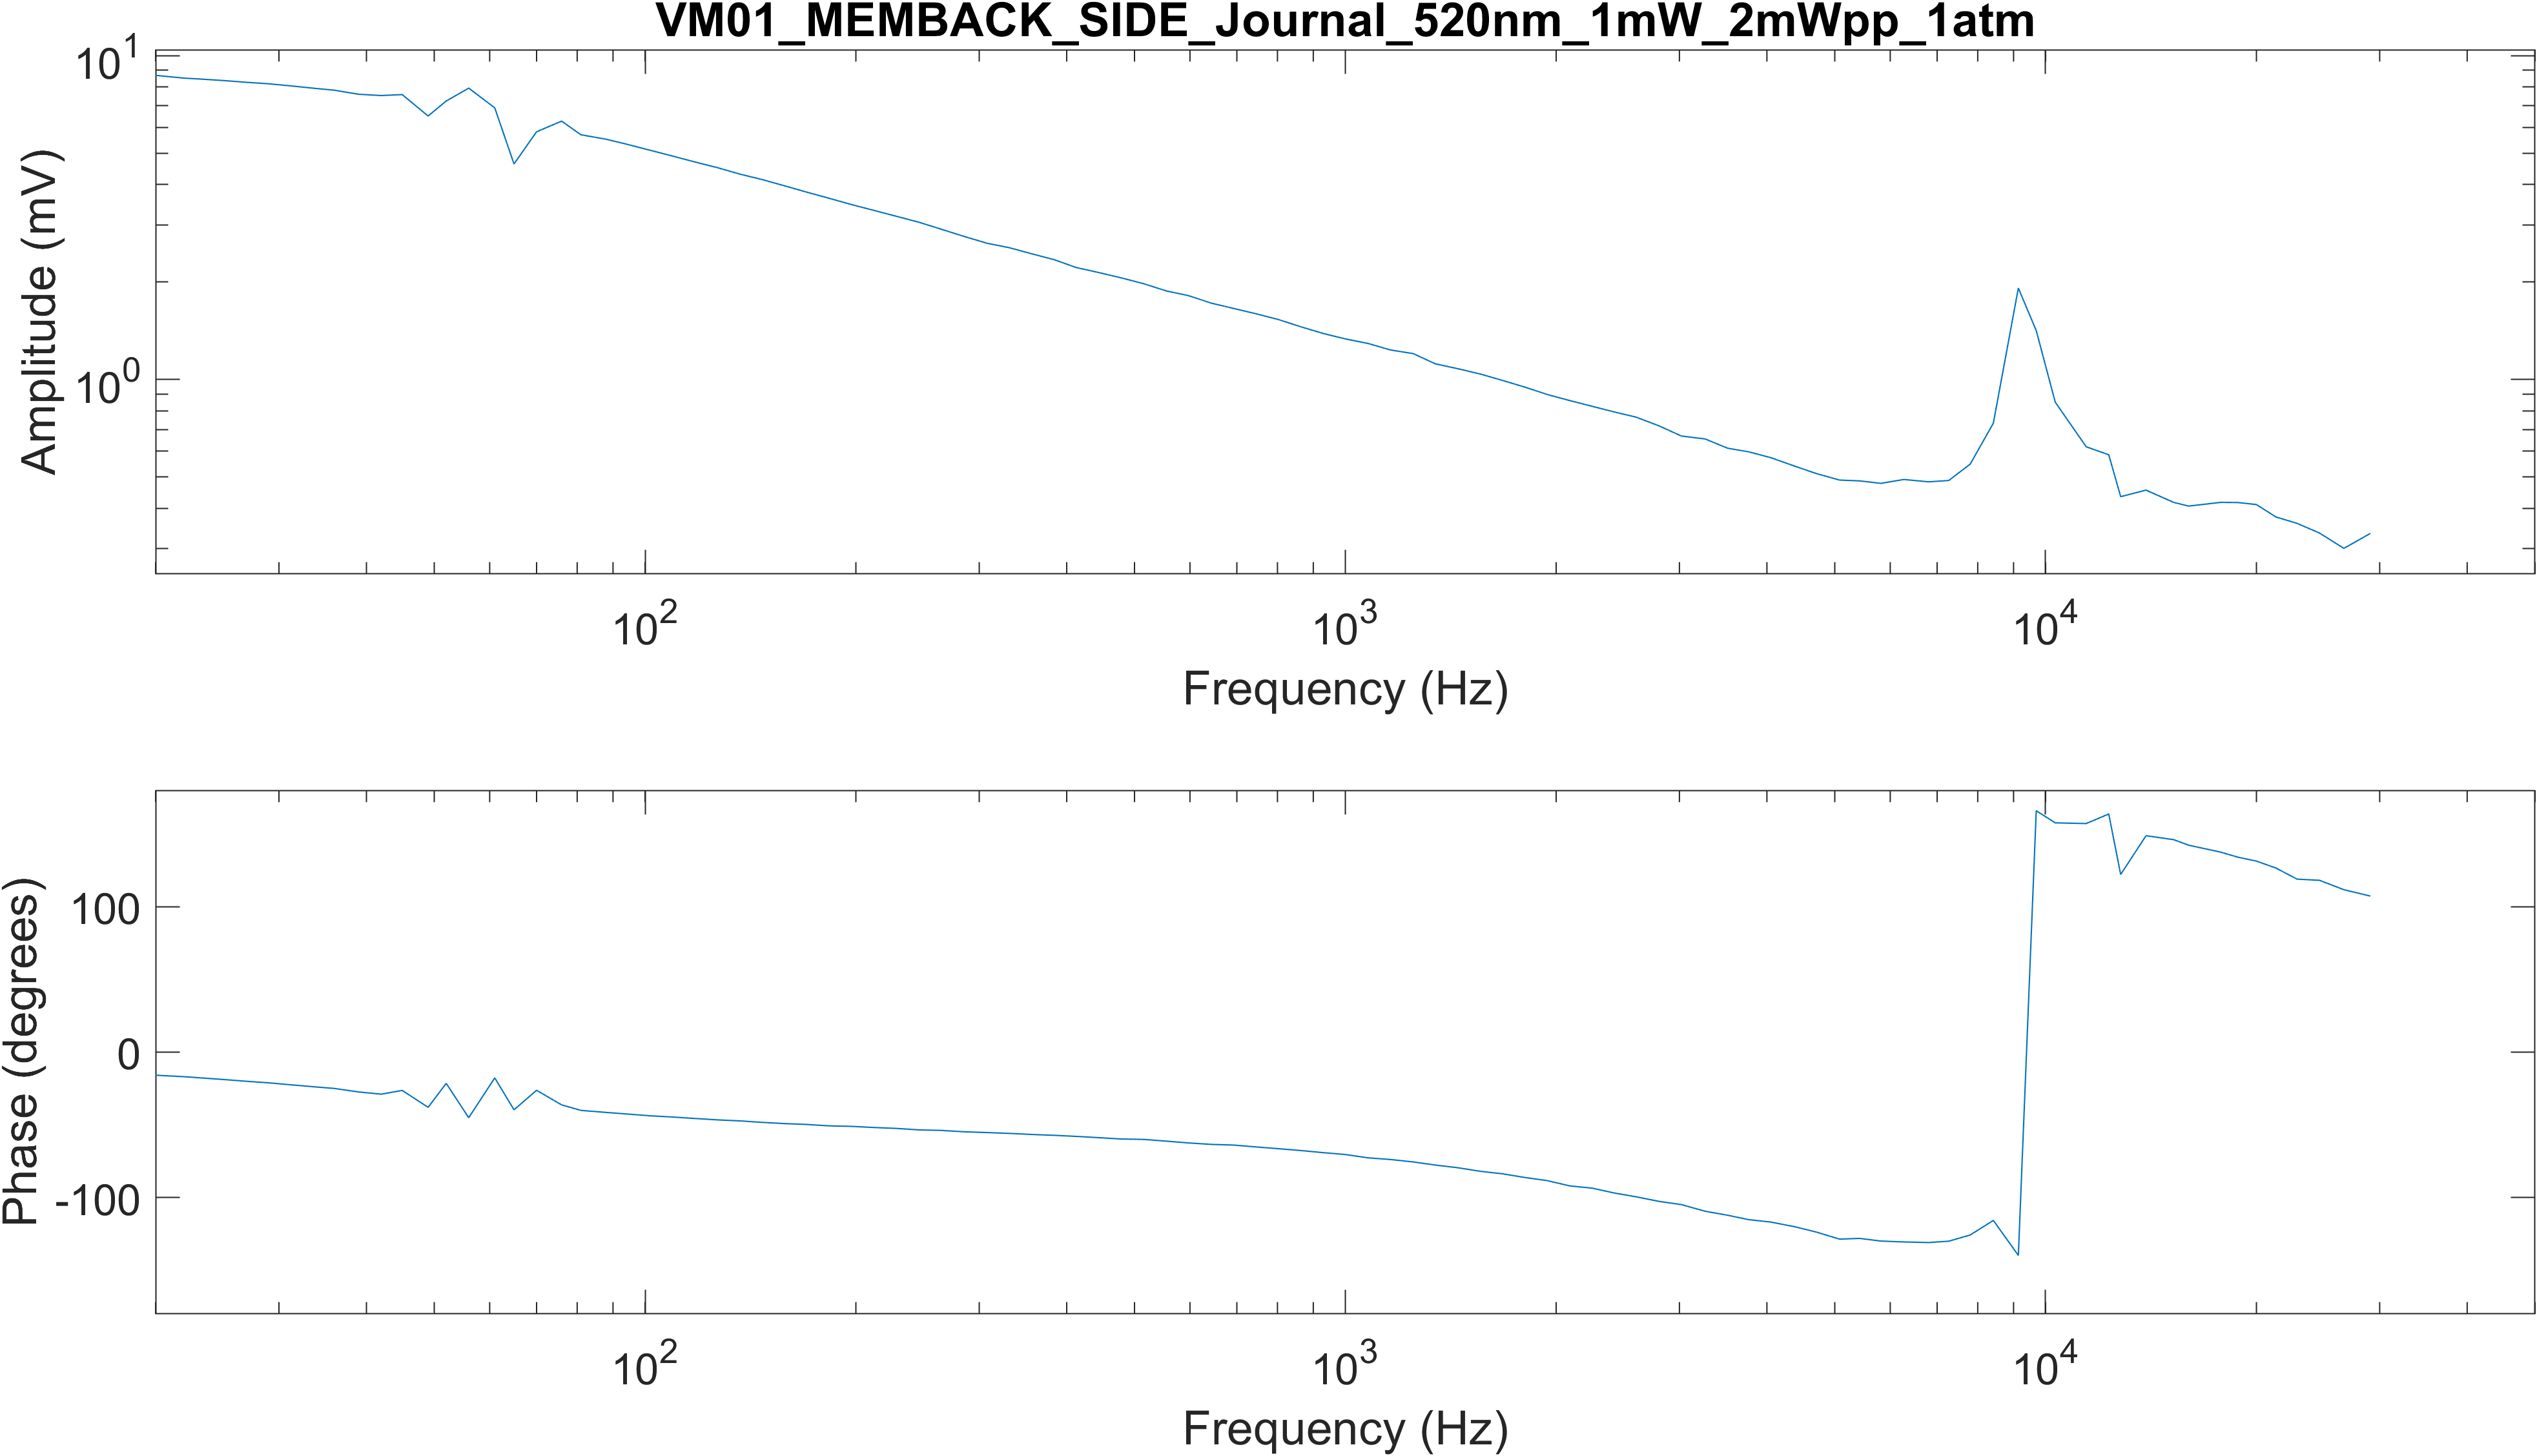 VM01_MEMBACK_SIDE_Journal_520nm_1mW_2mWpp_1atm
10^1
10^0
Amplitude (mV)
10^2 10^3 10^4
Frequency (Hz)
100
0
-100
Phase (degrees)
10^2 10^3 10^4
Frequency (Hz)